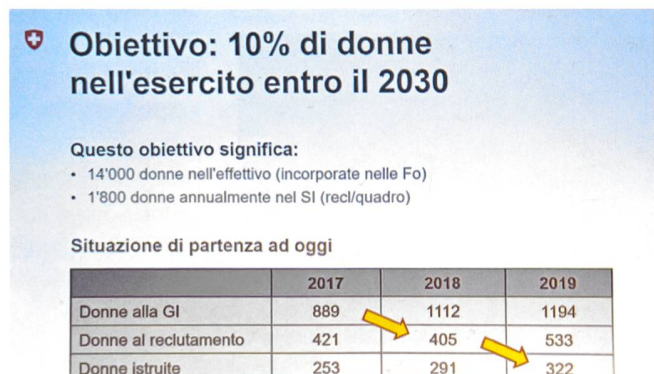 Obiettivo: 10% di donne
nell'esercito entro il 2030
Questo obiettivo significa:
• 14'000 donne nell'effettivo (incorporate nelle Fo)
• 1'800 donne annualmente nel SI (recl/quadro)
Situazione di partenza ad oggi
2017 2018 2019
Donne alla GI 889 1112 1194
Donne al reclutamento 421 405 533
Donne istruite 253 291 322